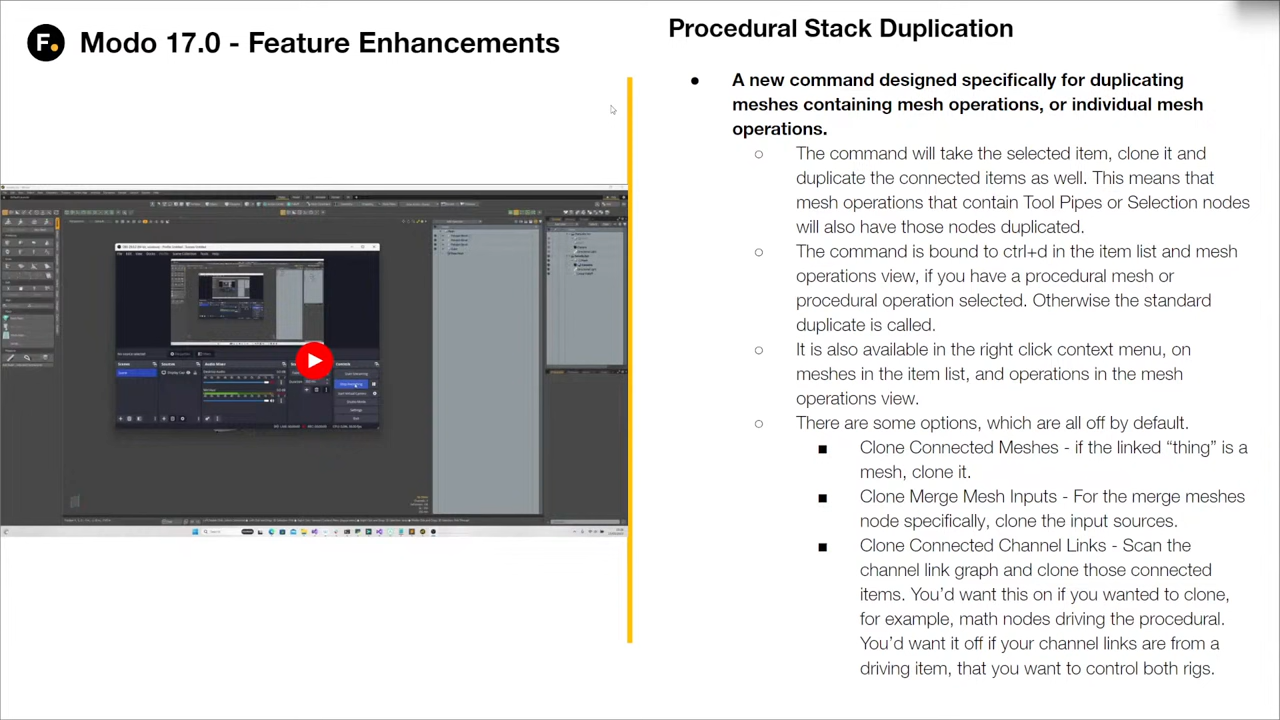 F.
Modo 17.0 - Feature Enhancements
Procedural Stack Duplication
● A new command designed specifically for duplicating
meshes containing mesh operations, or individual mesh
operations.
○ The command will take the selected item, clone it and
duplicate the connected items as well. This means that
mesh operations that contain Tool Pipes or Selection nodes
will also have those nodes duplicated.
○ The command is bound to ctrl+d in the item list and mesh
operations view, if you have a procedural mesh or
procedural operation selected. Otherwise the standard
duplicate is called.
○ It is also available in the right click context menu, on
meshes in the item list, and operations in the mesh
operations view.
○ There are some options, which are all off by default.
■ Clone Connected Meshes - if the linked “thing” is a
mesh, clone it.
■ Clone Merge Mesh Inputs - For the merge meshes
node specifically, clone the input sources.
■ Clone Connected Channel Links - Scan the
channel link graph and clone those connected
items. You’d want this on if you wanted to clone,
for example, math nodes driving the procedural.
You’d want it off if your channel links are from a
driving item, that you want to control both rigs.